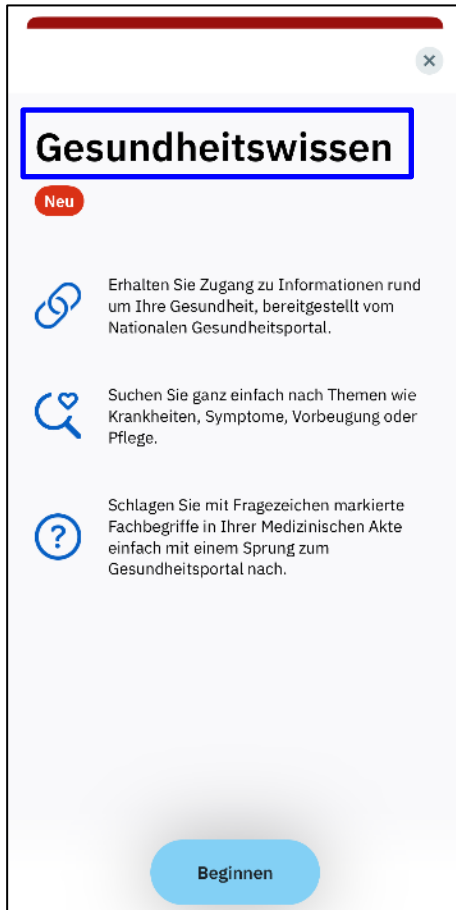 Gesundheitswissen
Neu
Erhalten Sie Zugang zu Informationen rund
um Ihre Gesundheit, bereitgestellt vom
Nationalen Gesundheitsportal.
Suchen Sie ganz einfach nach Themen wie
Krankheiten, Symptome, Vorbeugung oder
Pflege.
Schlagen Sie mit Fragezeichen markierte
Fachbegriffe in Ihrer Medizinischen Akte
einfach mit einem Sprung zum
Gesundheitsportal nach.
Beginnen